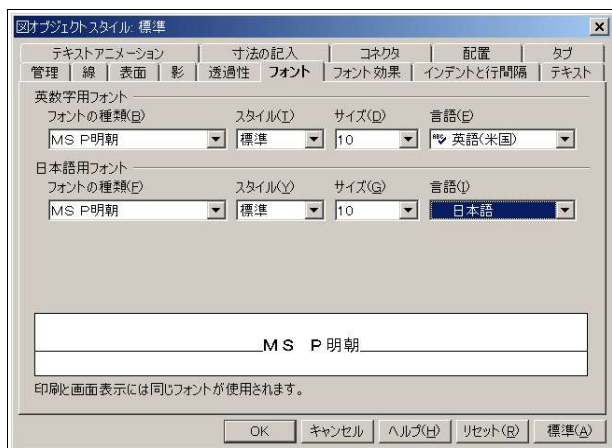 図オブジェクトスタイル: 標準
テキストアニメーション 寸法の記入 コネクタ 配置 タブ
管理 線 表面 影 透過性 フォント フォント効果 インデントと行間隔 テキスト
英数字用フォント
フォントの種類(B) スタイル(T) サイズ(D) 言語(E)
MS P明朝 標準 10 英語(米国)
日本語用フォント
フォントの種類(F) スタイル(Y) サイズ(G) 言語(I)
MS P明朝 標準 10 日本語
MS P明朝
印刷と画面表示には同じフォントが使用されます。
OK キャンセル ヘルプ(H) リセット(R) 標準(A)